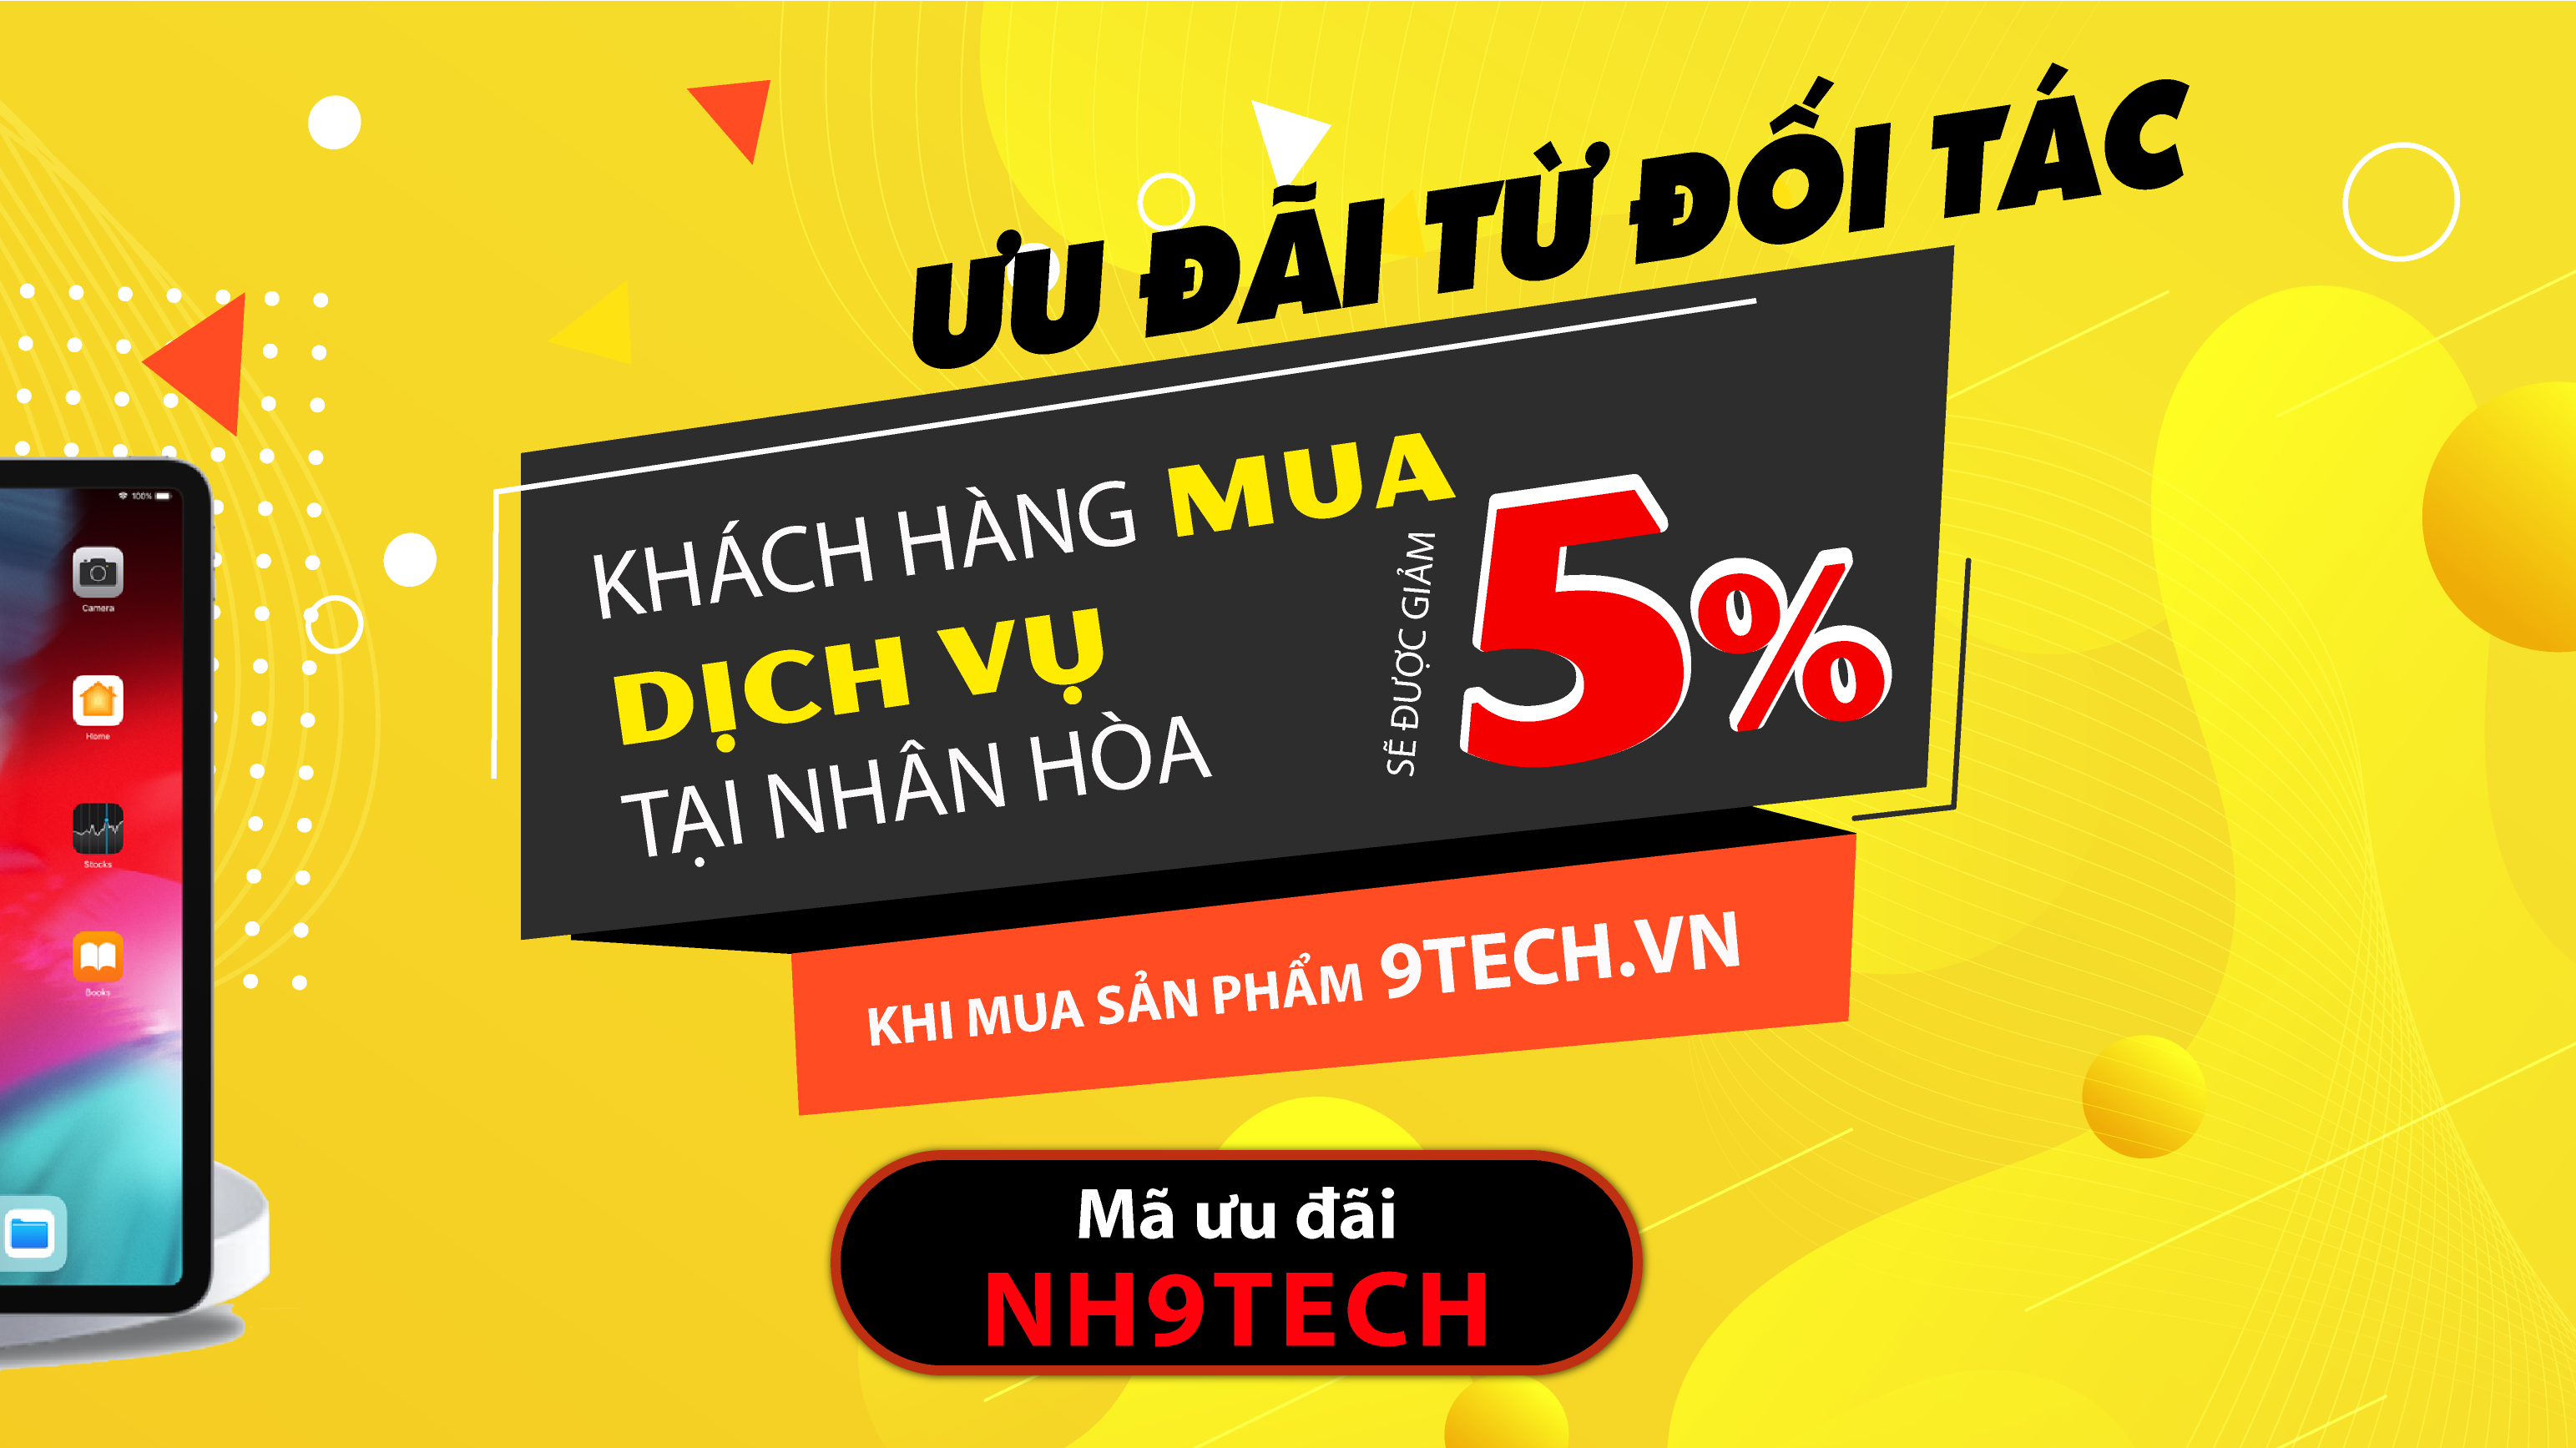 ƯU ĐÃI TỪ ĐỐI TÁC
KHÁCH HÀNG MUA
DỊCH VỤ
TẠI NHÂN HÒA
SẼ ĐƯỢC GIẢM
5%
KHI MUA SẢN PHẨM 9TECH.VN
Mã ưu đãi
NH9TECH
100%
Camera
Home
Stocks
Books